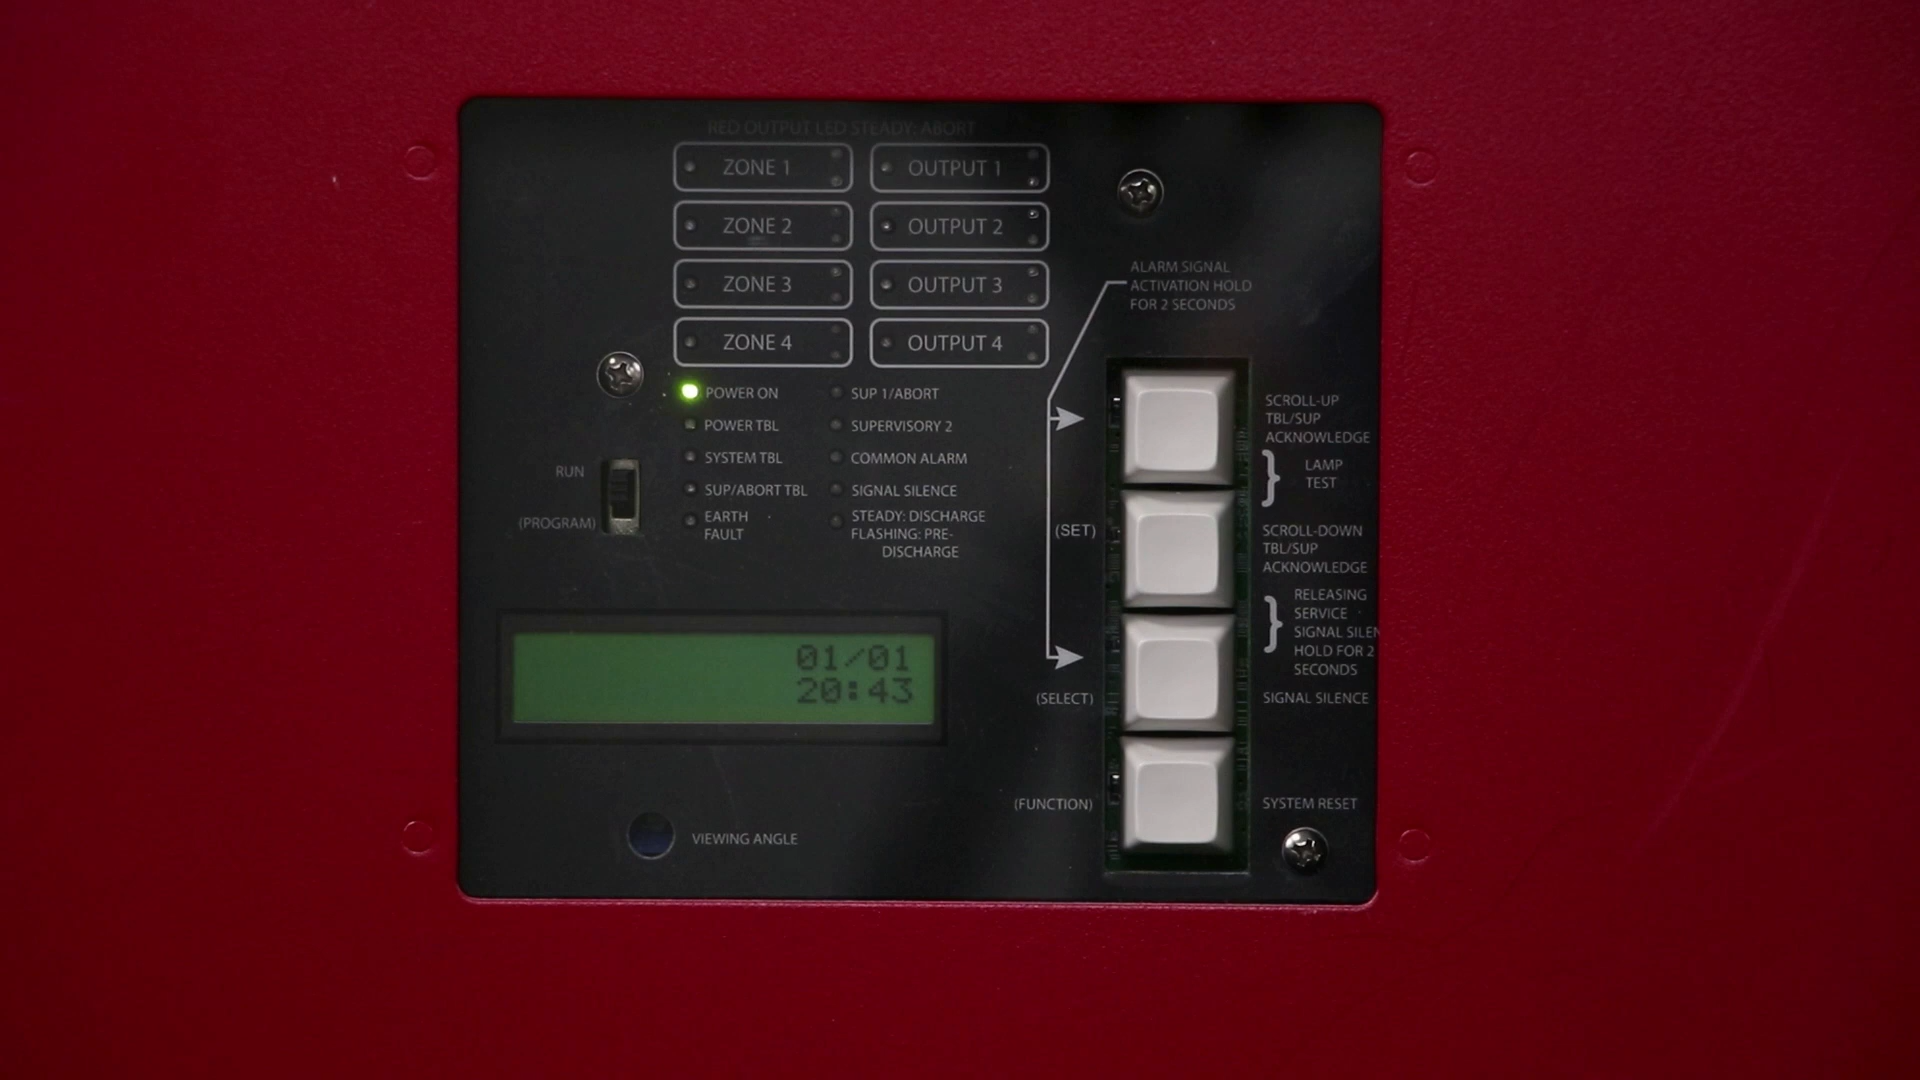 RED OUTPUT LED STEADY: ABORT
ZONE 1
OUTPUT 1
ZONE 2
OUTPUT 2
ZONE 3
OUTPUT 3
ZONE 4
OUTPUT 4
ALARM SIGNAL
ACTIVATION HOLD
FOR 2 SECONDS
POWER ON
POWER TBL
SYSTEM TBL
SUP/ABORT TBL
EARTH
FAULT
SUP 1/ABORT
SUPERVISORY 2
COMMON ALARM
SIGNAL SILENCE
STEADY: DISCHARGE
FLASHING: PRE-
DISCHARGE
RUN
(PROGRAM)
01/01
20:43
VIEWING ANGLE
(SET)
(SELECT)
(FUNCTION)
SCROLL-UP
TBL/SUP
ACKNOWLEDGE
LAMP
TEST
SCROLL-DOWN
TBL/SUP
ACKNOWLEDGE
RELEASING
SERVICE
SIGNAL SILEN
HOLD FOR 2
SECONDS
SIGNAL SILENCE
SYSTEM RESET